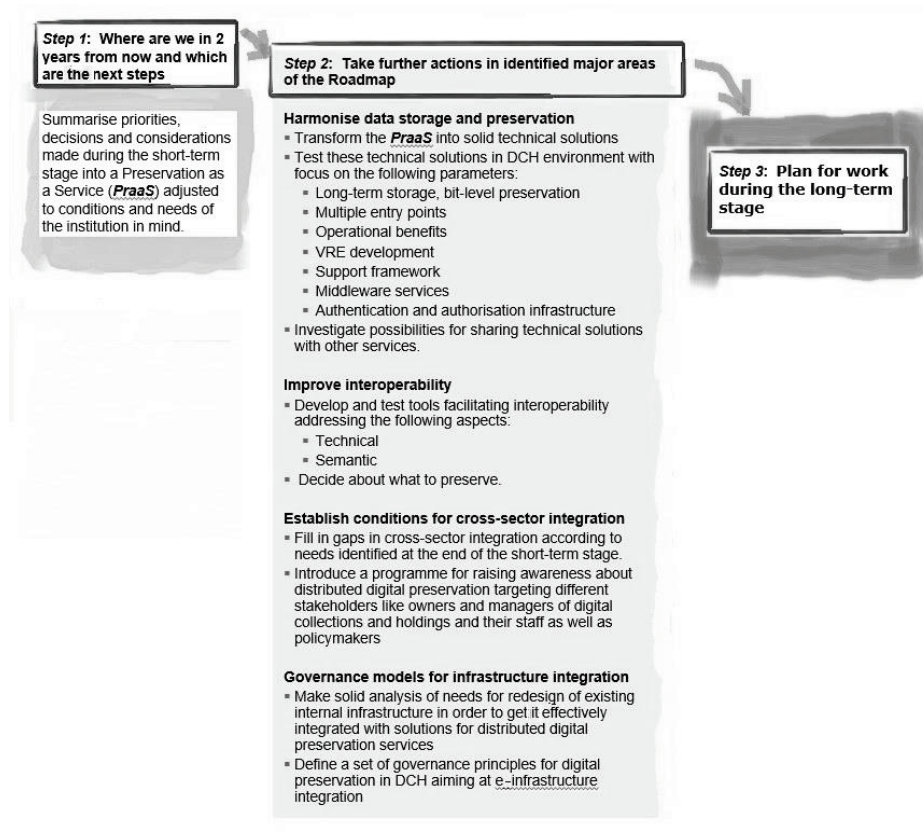 Step 1: Where are we in 2
years from now and which
are the next steps
Summarise priorities,
decisions and considerations
made during the short-term
stage into a Preservation as
a Service (PraaS) adjusted
to conditions and needs of
the institution in mind.
Step 2: Take further actions in identified major areas
of the Roadmap
Harmonise data storage and preservation
▪ Transform the PraaS into solid technical solutions
▪ Test these technical solutions in DCH environment with
focus on the following parameters:
▪ Long-term storage, bit-level preservation
▪ Multiple entry points
▪ Operational benefits
▪ VRE development
▪ Support framework
▪ Middleware services
▪ Authentication and authorisation infrastructure
▪ Investigate possibilities for sharing technical solutions
with other services.
Improve interoperability
▪ Develop and test tools facilitating interoperability
addressing the following aspects:
▪ Technical
▪ Semantic
▪ Decide about what to preserve.
Establish conditions for cross-sector integration
▪ Fill in gaps in cross-sector integration according to
needs identified at the end of the short-term stage.
▪ Introduce a programme for raising awareness about
distributed digital preservation targeting different
stakeholders like owners and managers of digital
collections and holdings and their staff as well as
policymakers
Governance models for infrastructure integration
▪ Make solid analysis of needs for redesign of existing
internal infrastructure in order to get it effectively
integrated with solutions for distributed digital
preservation services
▪ Define a set of governance principles for digital
preservation in DCH aiming at e-infrastructure
integration
Step 3: Plan for work
during the long-term
stage